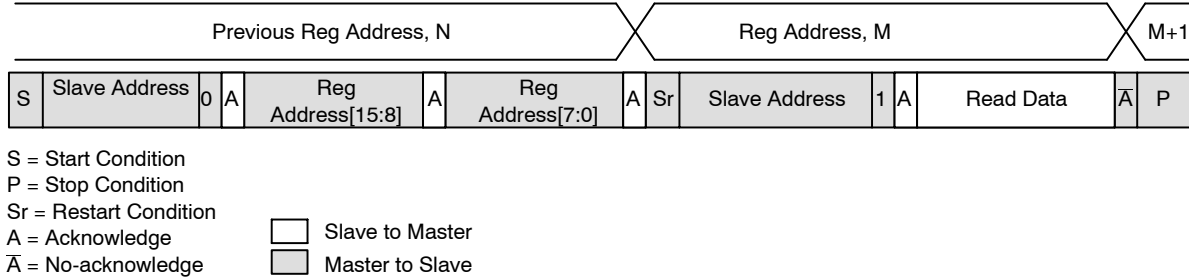 Previous Reg Address, N Reg Address, M M+1
S Slave Address 0 A Reg Address[15:8] A Reg Address[7:0] A Sr Slave Address 1 A Read Data A̅ P
S = Start Condition
P = Stop Condition
Sr = Restart Condition
A = Acknowledge
A̅ = No-acknowledge
Slave to Master
Master to Slave